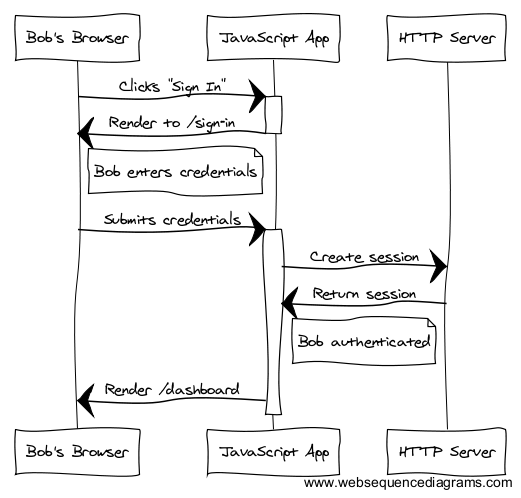 Bob's Browser
JavaScript App
HTTP Server
Clicks "Sign In"
Render to /sign-in
Bob enters credentials
Submits credentials
Create session
Return session
Bob authenticated
Render /dashboard
Bob's Browser
JavaScript App
HTTP Server
www.websequencediagrams.com